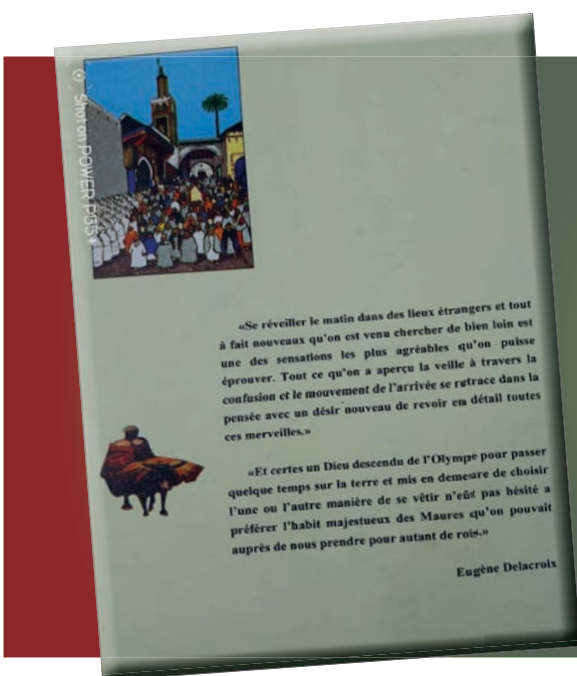 Shot on POWER P55+
«Se réveiller le matin dans des lieux étrangers et tout
à fait nouveaux qu'on est venu chercher de bien loin est
une des sensations les plus agréables qu'on puisse
éprouver. Tout ce qu'on a aperçu la veille à travers la
confusion et le mouvement de l'arrivée se retrace dans la
pensée avec un désir nouveau de revoir en détail toutes
ces merveilles.»
«Et certes un Dieu descendu de l'Olympe pour passer
quelque temps sur la terre et mis en demeure de choisir
l'une ou l'autre manière de se vêtir n'eût pas hésité a
préférer l'habit majestueux des Maures qu'on pouvait
auprès de nous prendre pour autant de rois.»
Eugène Delacroix